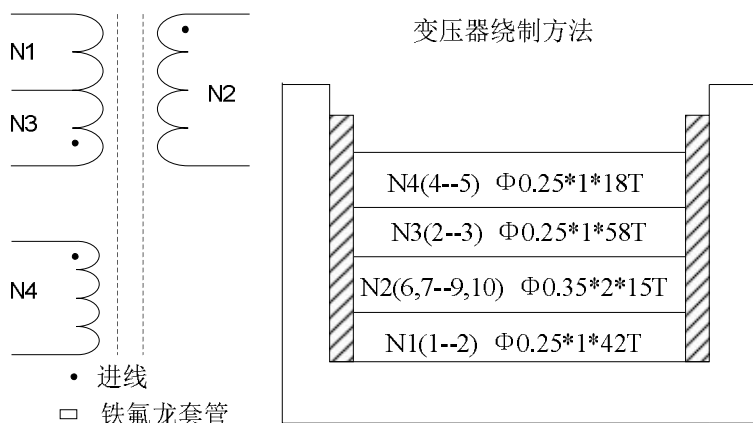 变压器绕制方法
N1
N3
N2
N4
N4(4--5) Φ0.25*1*18T
N3(2--3) Φ0.25*1*58T
N2(6,7--9,10) Φ0.35*2*15T
N1(1--2) Φ0.25*1*42T
进线
铁氟龙套管